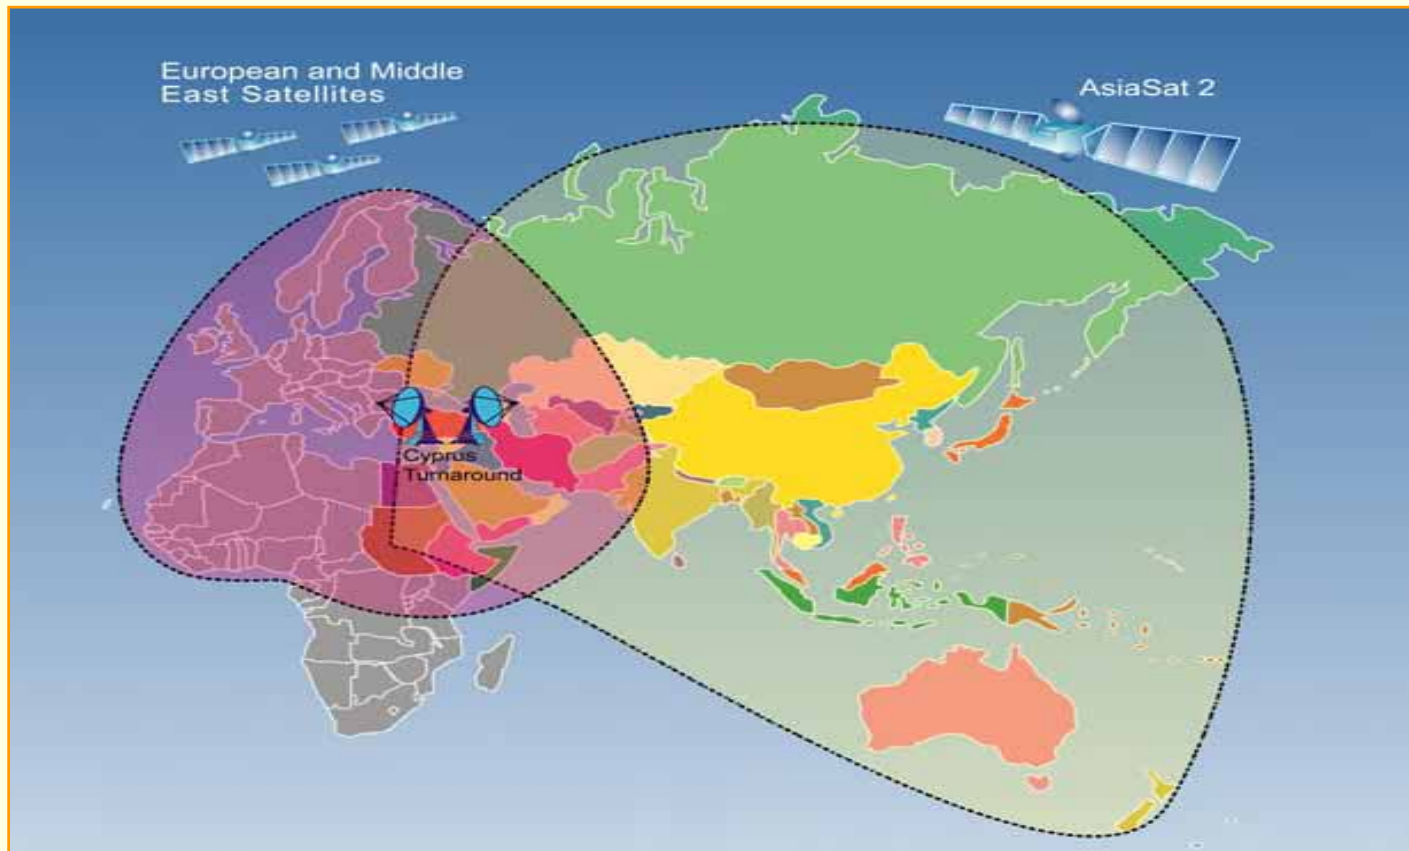 European and Middle
East Satellites
AsiaSat 2
Cyprus
Turnaround